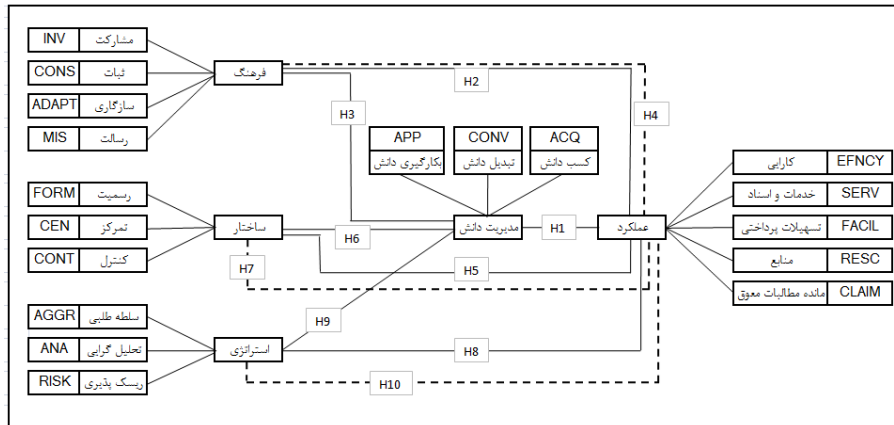 INV مشارکت
CONS ثبات
ADAPT سازگاری
MIS رسالت
فرهنگ
H2
H3
H4
APP
بکارگیری دانش
CONV
تبدیل دانش
ACQ
کسب دانش
FORM رسمیت
CEN تمرکز
CONT کنترل
ساختار
H6
مدیریت دانش
H1
عملکرد
H7
H5
کارایی EFNCY
خدمات و اسناد SERV
تسهیلات پرداختی FACIL
منابع RESC
مانده مطالبات معوق CLAIM
AGGR سلطه طلبی
ANA تحلیل گرایی
RISK ریسک پذیری
استراتژی
H9
H8
H10